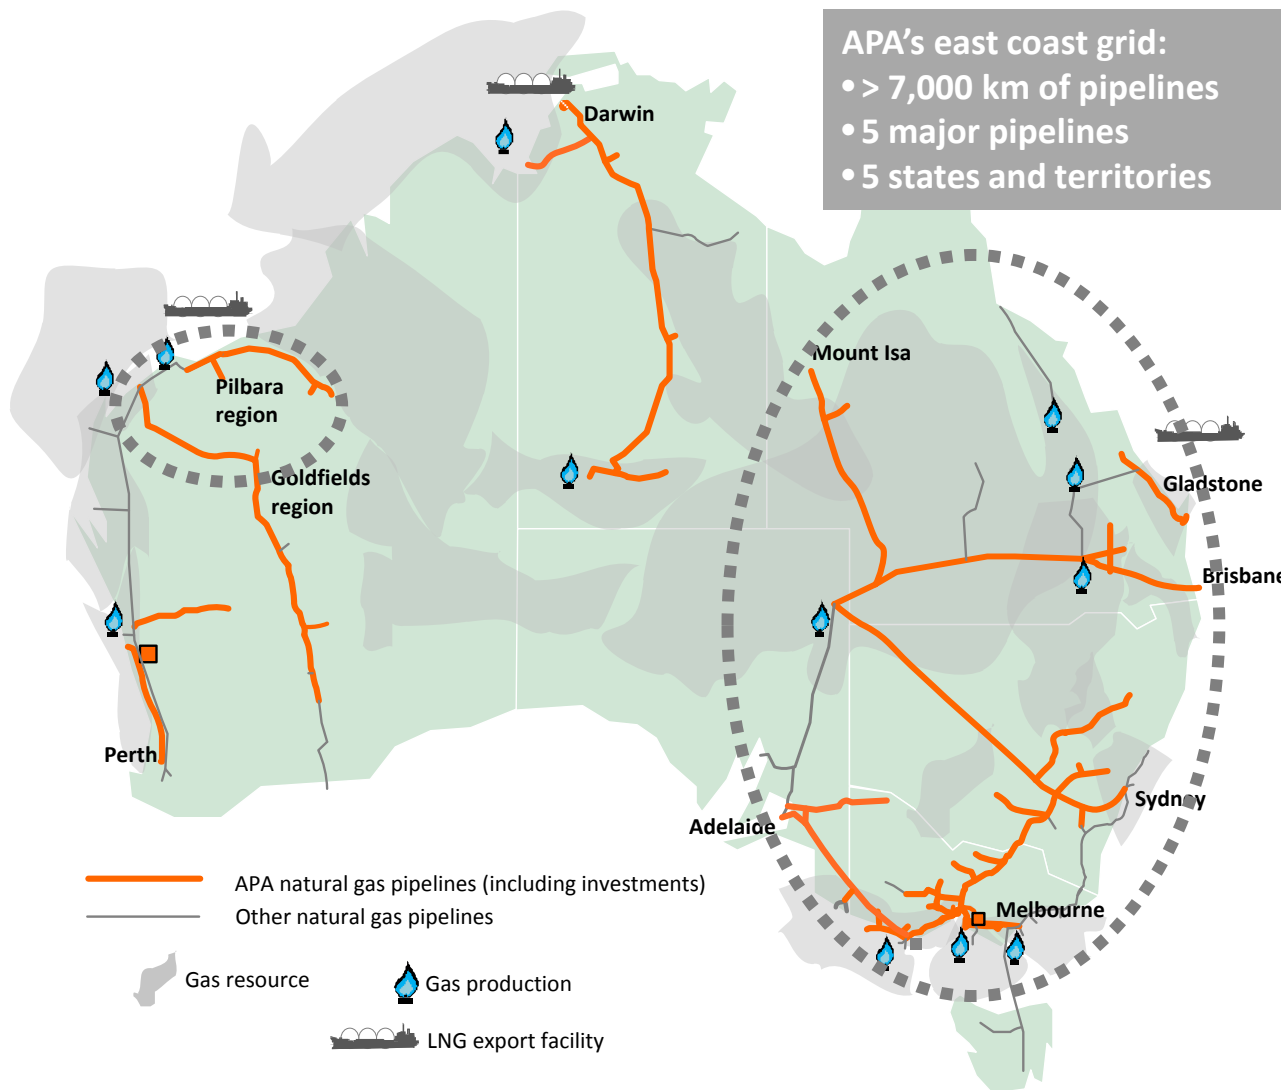 APA's east coast grid:
• > 7,000 km of pipelines
• 5 major pipelines
• 5 states and territories
Darwin
Mount Isa
Pilbara
region
Goldfields
region
Gladstone
Brisbane
Perth
Sydney
Adelaide
Melbourne
APA natural gas pipelines (including investments)
Other natural gas pipelines
Gas resource
Gas production
LNG export facility